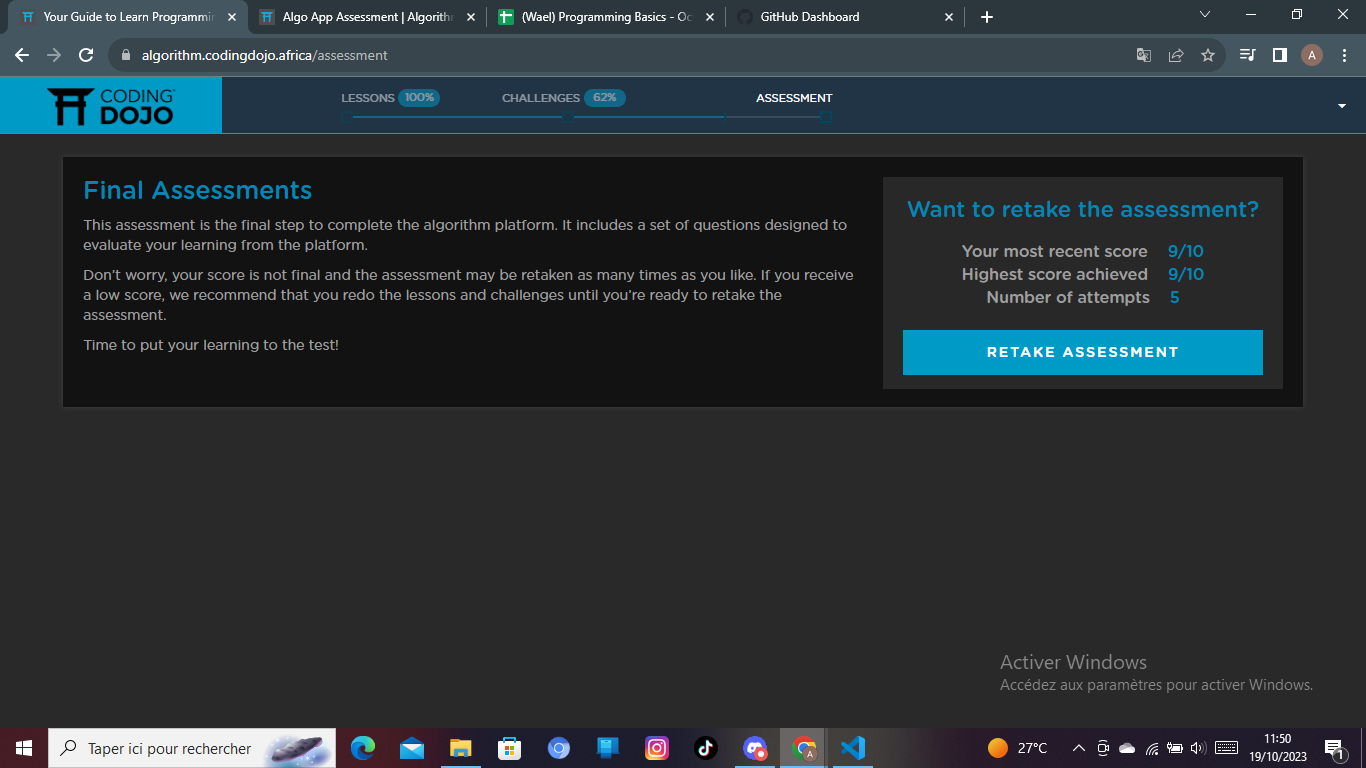 Your Guide to Learn Programmi
Algo App Assessment | Algorith
(Wael) Programming Basics - Oc
GitHub Dashboard
algorithm.codingdojo.africa/assessment
A
CODING
DOJO
LESSONS 100%
CHALLENGES 62%
ASSESSMENT
Final Assessments
This assessment is the final step to complete the algorithm platform. It includes a set of questions designed to
evaluate your learning from the platform.
Don't worry, your score is not final and the assessment may be retaken as many times as you like. If you receive
a low score, we recommend that you redo the lessons and challenges until you're ready to retake the
assessment.
Time to put your learning to the test!
Want to retake the assessment?
Your most recent score 9/10
Highest score achieved 9/10
Number of attempts 5
RETAKE ASSESSMENT
Activer Windows
Accédez aux paramètres pour activer Windows.
Taper ici pour rechercher
A
27°C
11:50
19/10/2023
1